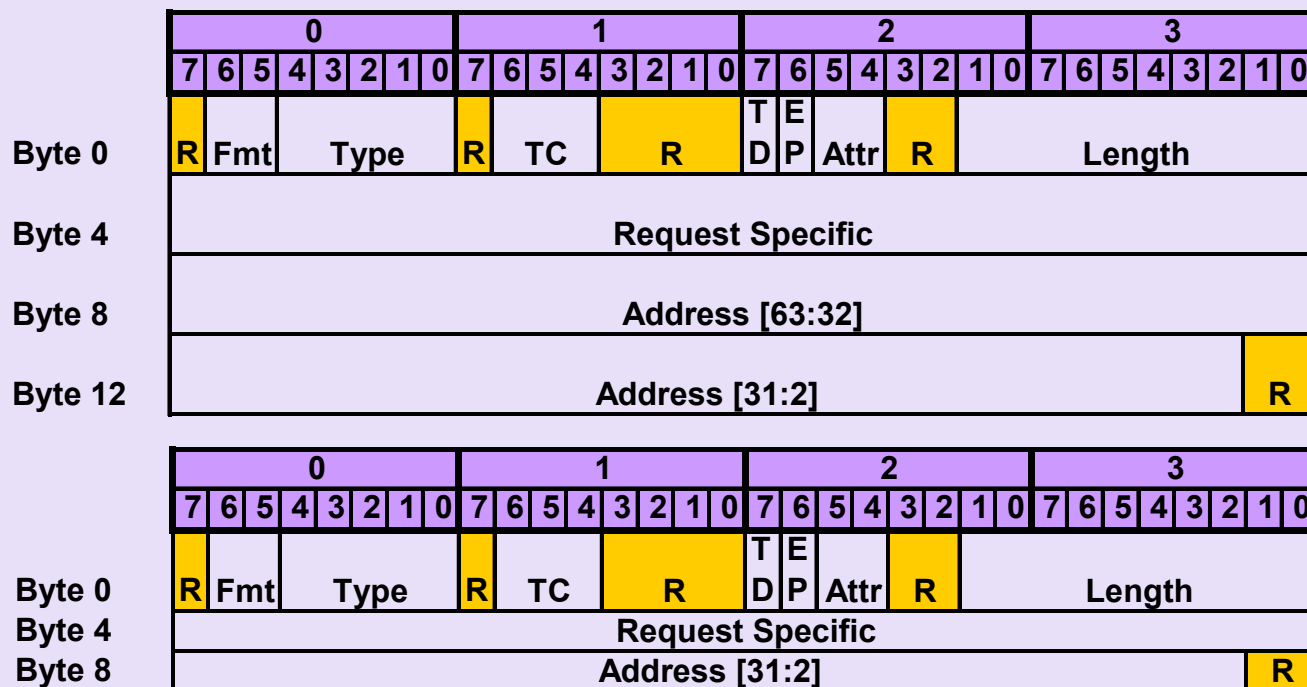 0 1 2 3
7 6 5 4 3 2 1 0 7 6 5 4 3 2 1 0 7 6 5 4 3 2 1 0 7 6 5 4 3 2 1 0
T E
Byte 0 R Fmt Type R TC R D P Attr R Length
Byte 4 Request Specific
Byte 8 Address [63:32]
Byte 12 Address [31:2] R
0 1 2 3
7 6 5 4 3 2 1 0 7 6 5 4 3 2 1 0 7 6 5 4 3 2 1 0 7 6 5 4 3 2 1 0
T E
Byte 0 R Fmt Type R TC R D P Attr R Length
Byte 4 Request Specific
Byte 8 Address [31:2] R